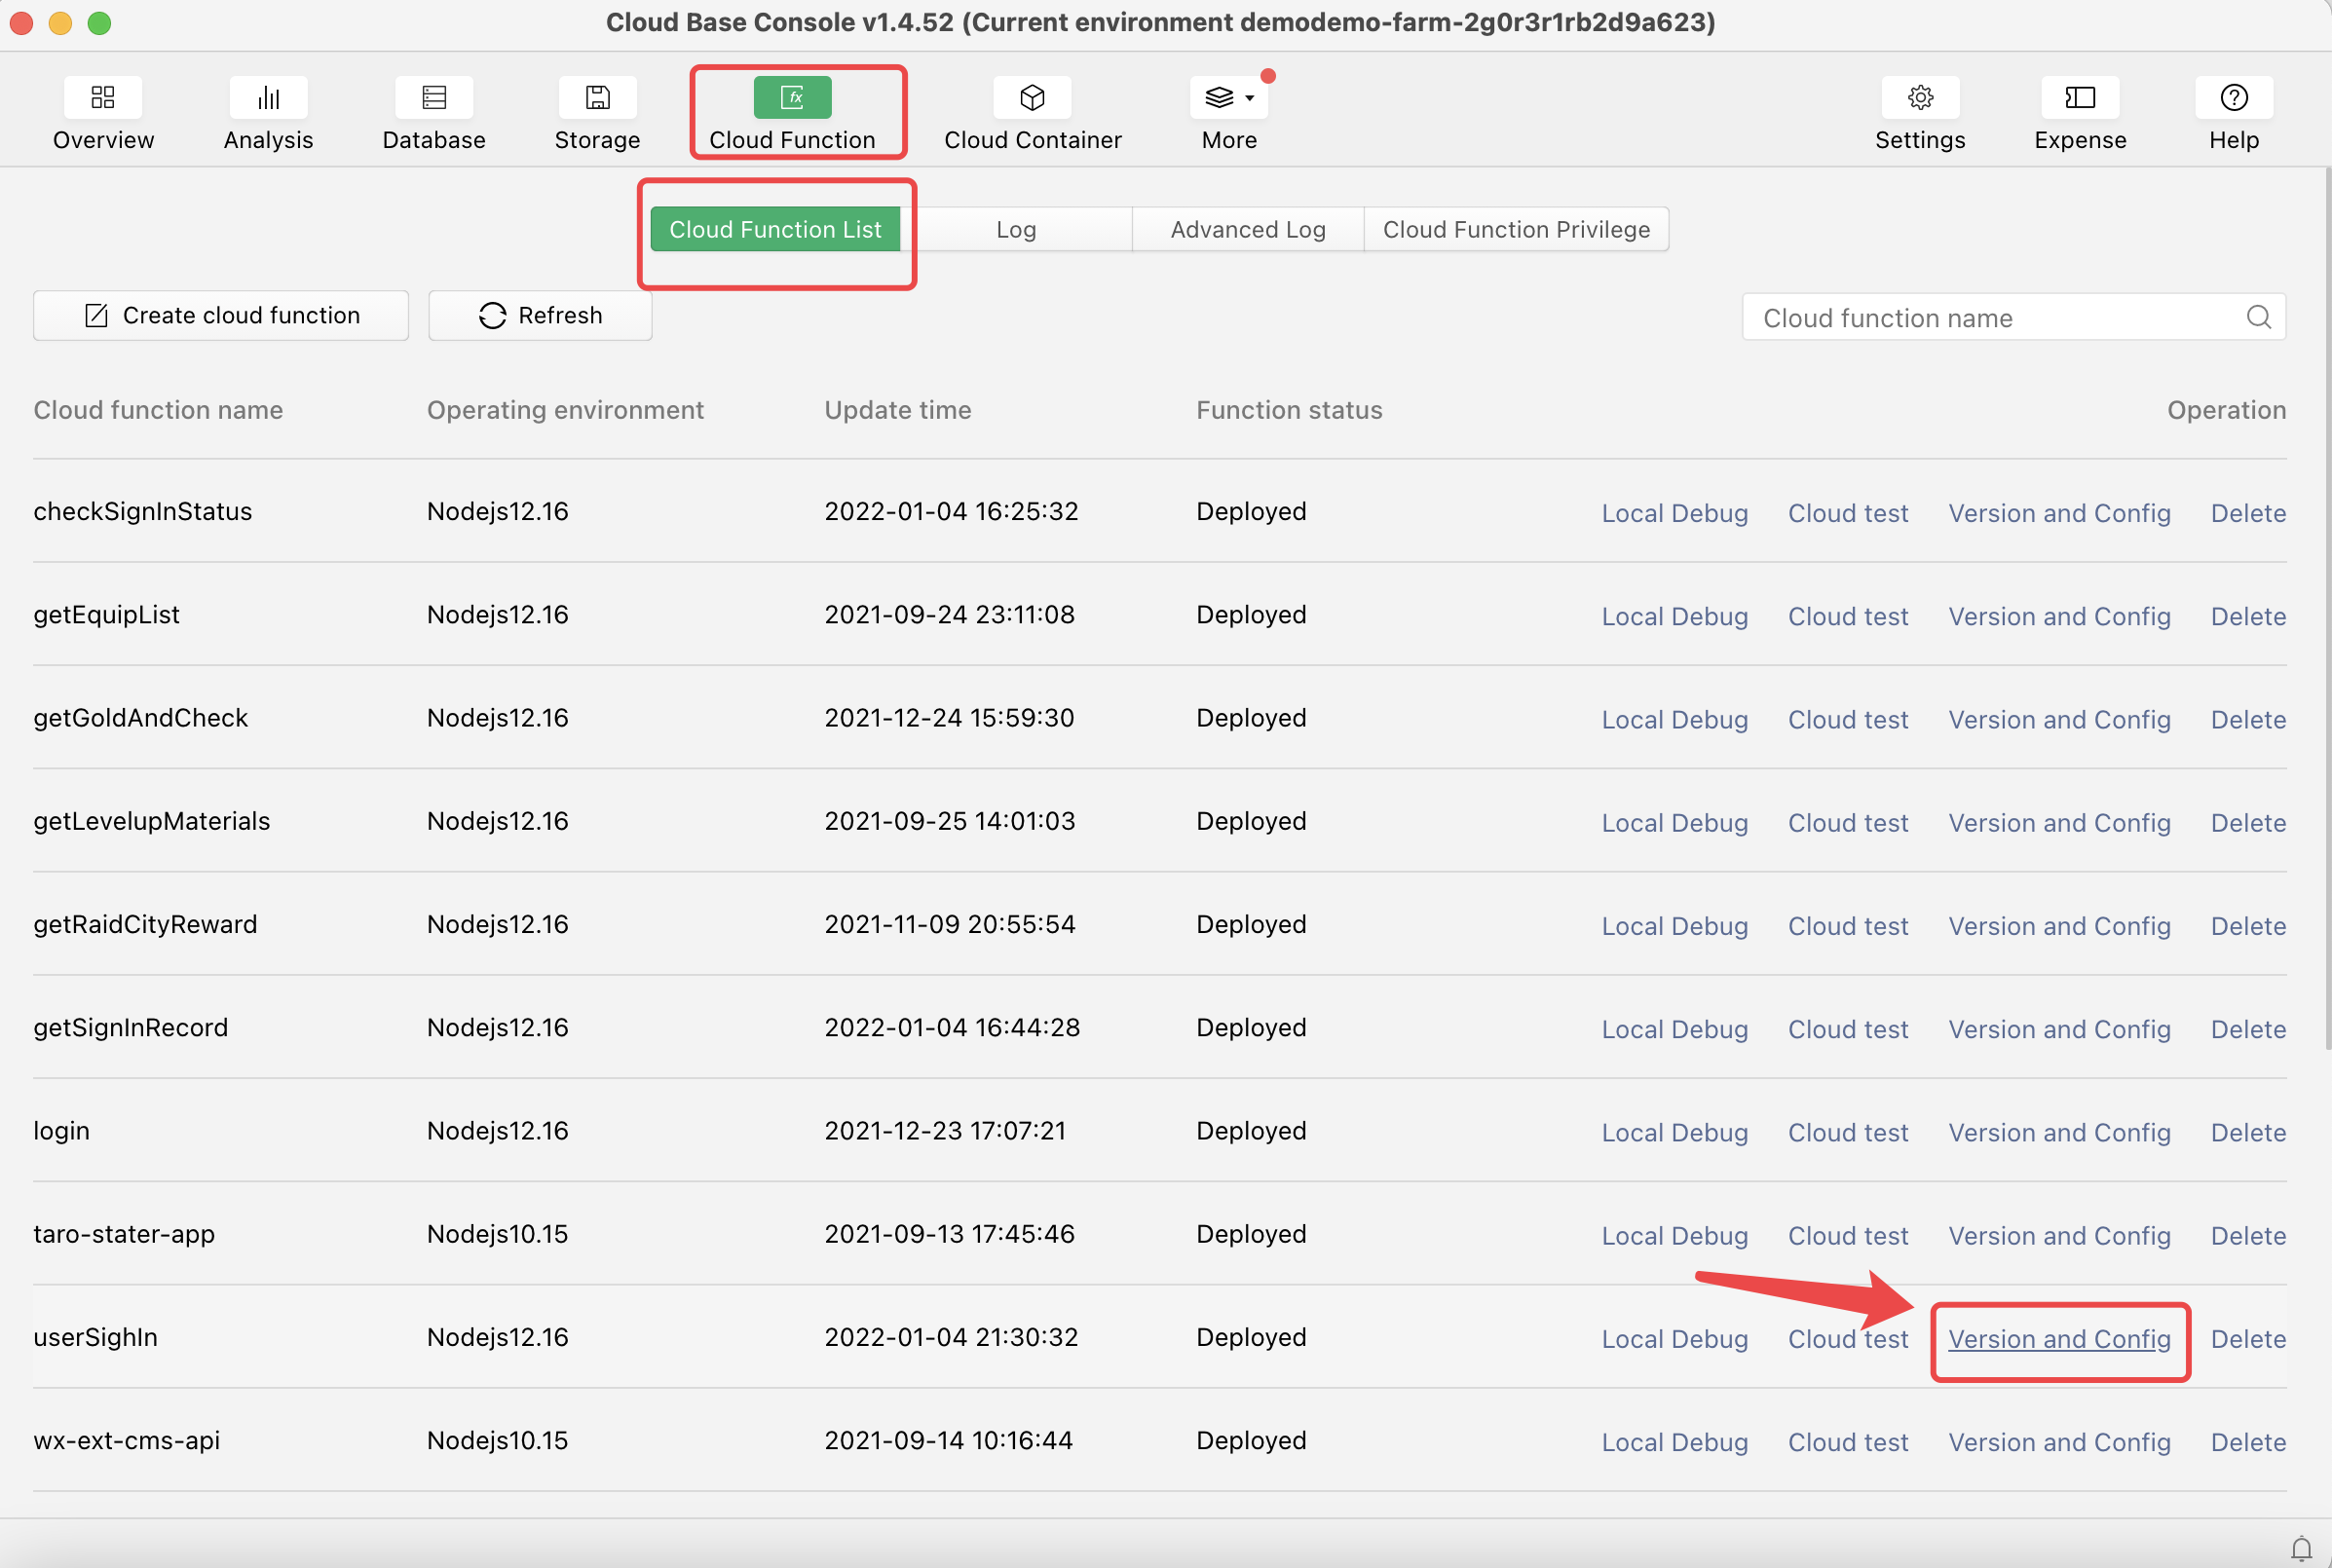 Cloud Base Console v1.4.52 (Current environment demodemo-farm-2g0r3r1rb2d9a623)
Overview Analysis Database Storage Cloud Function Cloud Container More Settings Expense Help
Cloud Function List Log Advanced Log Cloud Function Privilege
Create cloud function Refresh Cloud function name
Cloud function name Operating environment Update time Function status Operation
checkSignInStatus Nodejs12.16 2022-01-04 16:25:32 Deployed Local Debug Cloud test Version and Config Delete
getEquipList Nodejs12.16 2021-09-24 23:11:08 Deployed Local Debug Cloud test Version and Config Delete
getGoldAndCheck Nodejs12.16 2021-12-24 15:59:30 Deployed Local Debug Cloud test Version and Config Delete
getLevelupMaterials Nodejs12.16 2021-09-25 14:01:03 Deployed Local Debug Cloud test Version and Config Delete
getRaidCityReward Nodejs12.16 2021-11-09 20:55:54 Deployed Local Debug Cloud test Version and Config Delete
getSignInRecord Nodejs12.16 2022-01-04 16:44:28 Deployed Local Debug Cloud test Version and Config Delete
login Nodejs12.16 2021-12-23 17:07:21 Deployed Local Debug Cloud test Version and Config Delete
taro-stater-app Nodejs10.15 2021-09-13 17:45:46 Deployed Local Debug Cloud test Version and Config Delete
userSighIn Nodejs12.16 2022-01-04 21:30:32 Deployed Local Debug Cloud test Version and Config Delete
wx-ext-cms-api Nodejs10.15 2021-09-14 10:16:44 Deployed Local Debug Cloud test Version and Config Delete